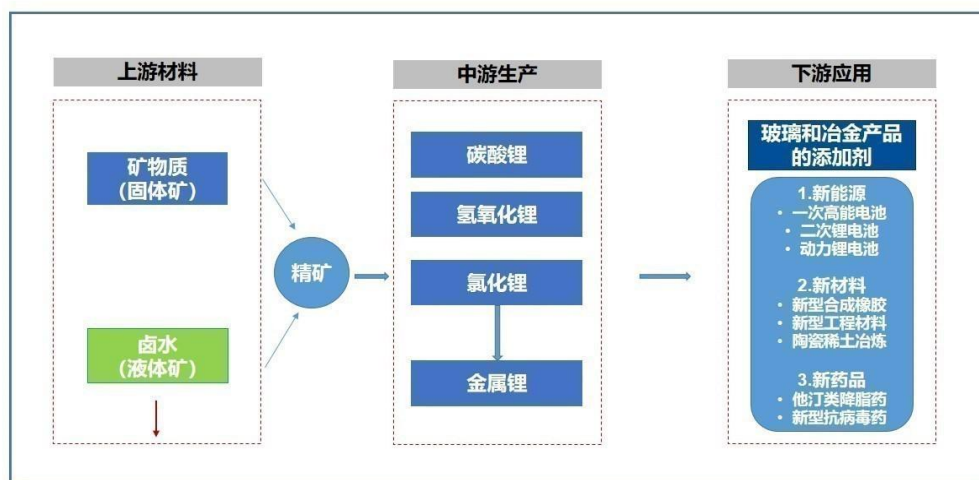 上游材料
中游生产
下游应用
矿物质
（固体矿）
卤水
（液体矿）
精矿
碳酸锂
氢氧化锂
氯化锂
金属锂
玻璃和冶金产品
的添加剂
1.新能源
• 一次高能电池
• 二次锂电池
• 动力锂电池
2.新材料
• 新型合成橡胶
• 新型工程材料
• 陶瓷稀土冶炼
3.新药品
• 他汀类降脂药
• 新型抗病毒药